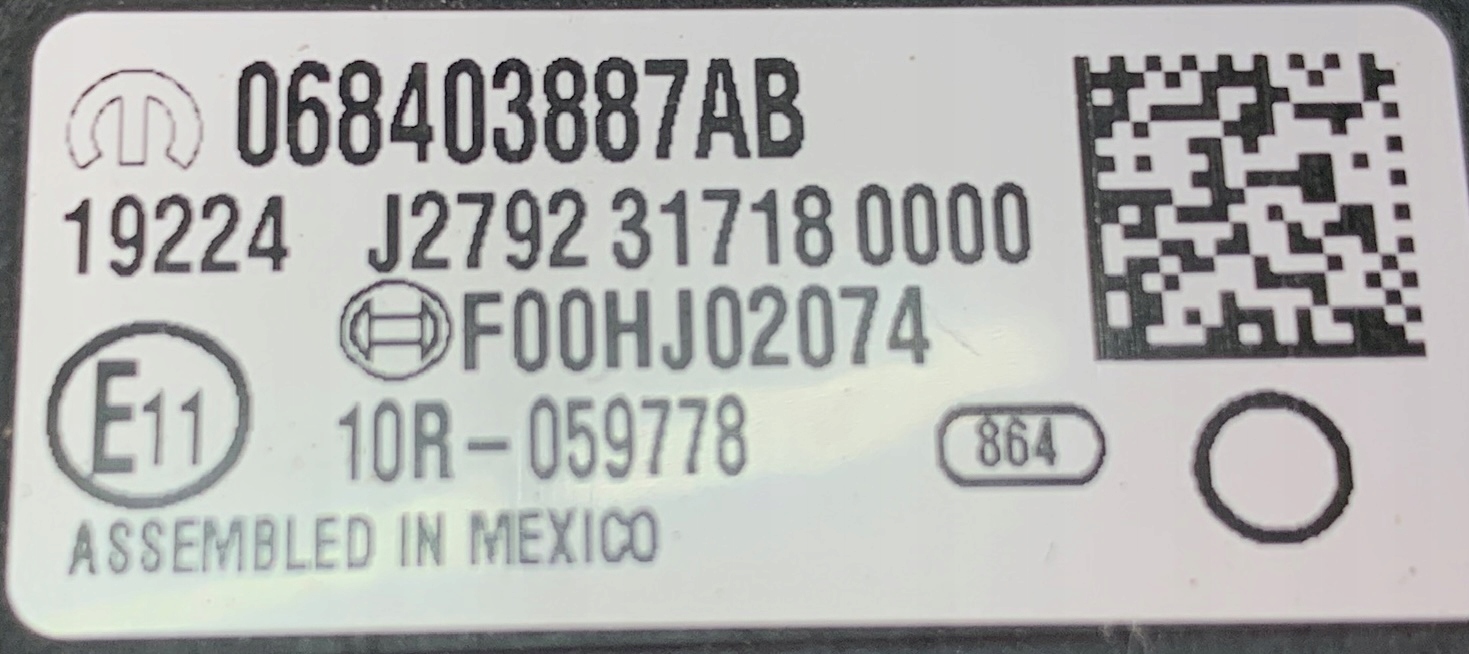 068403887AB
19224 J2792 31718 0000
F00HJ02074
E11 10R-059778 864
ASSEMBLED IN MEXICO